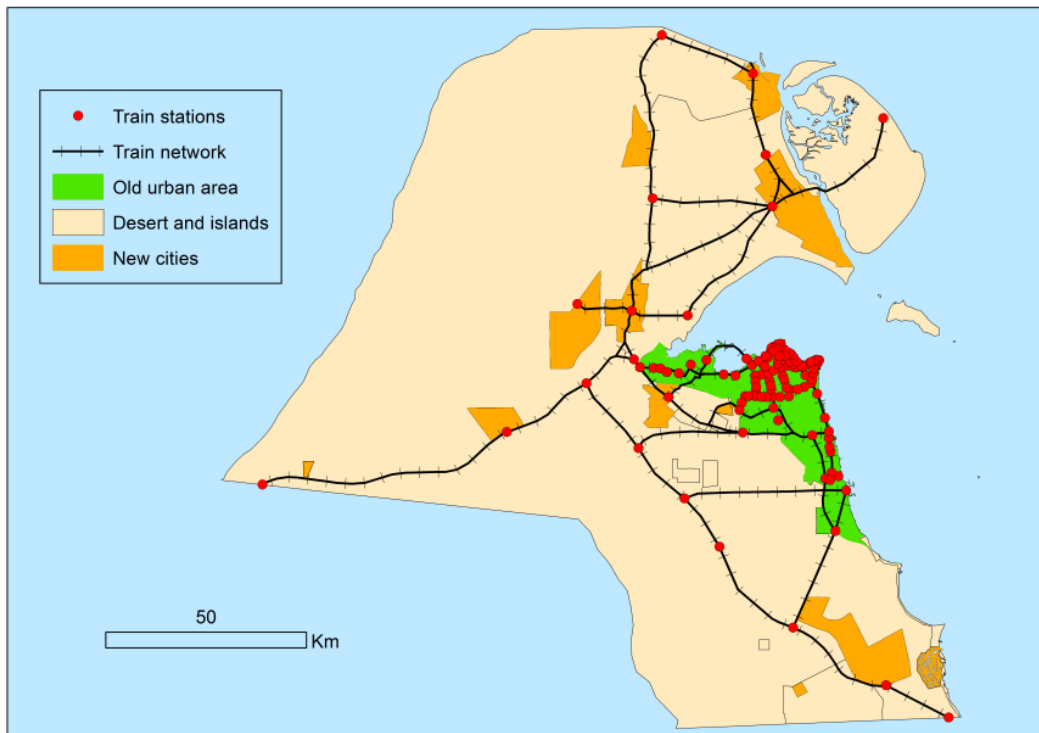 Train stations
Train network
Old urban area
Desert and islands
New cities
50
Km